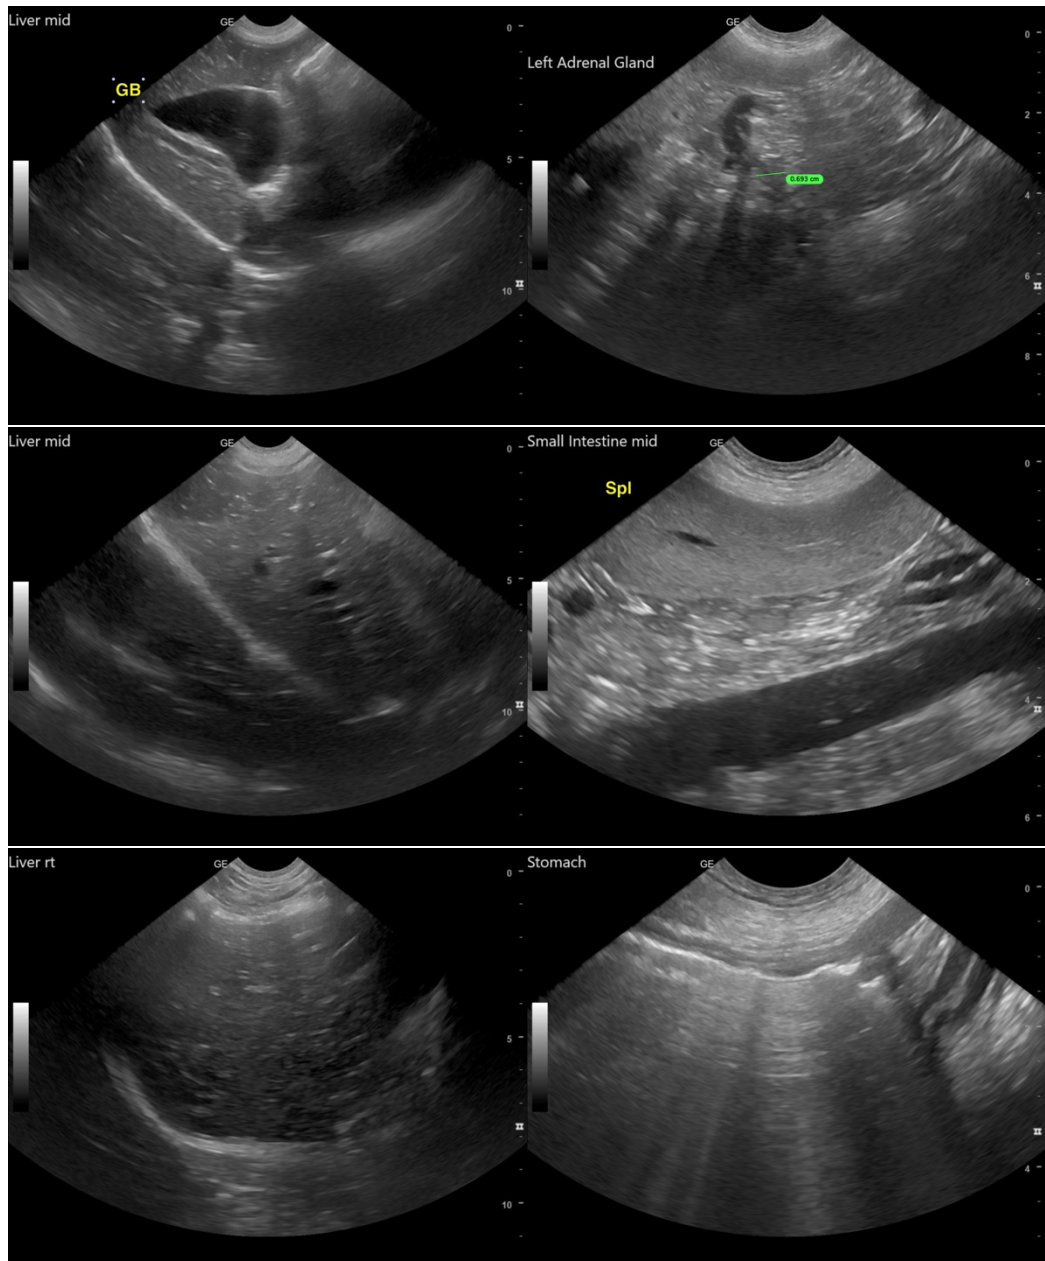 Liver mid
GE
0
GB
5
10
GE
0
Left Adrenal Gland
2
0.693 cm
4
6
8
Liver mid
GE
0
5
10
Small Intestine mid
GE
0
Spl
2
4
6
Liver rt
GE
0
5
10
Stomach
GE
0
2
4